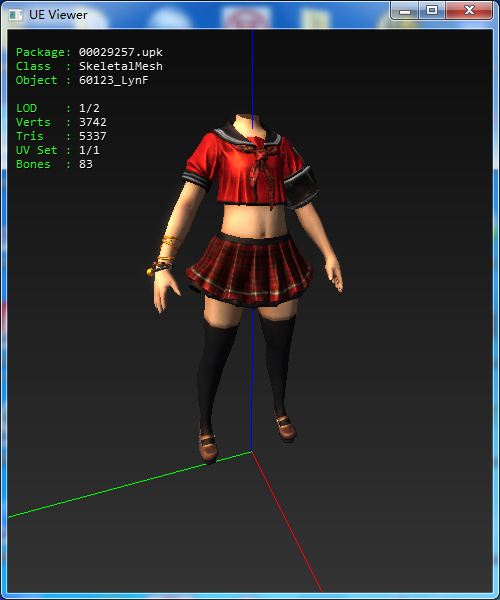 UE Viewer
Package: 00029257.upk
Class : SkeletalMesh
Object : 60123_LynF
LOD : 1/2
Verts : 3742
Tris : 5337
UV Set : 1/1
Bones : 83